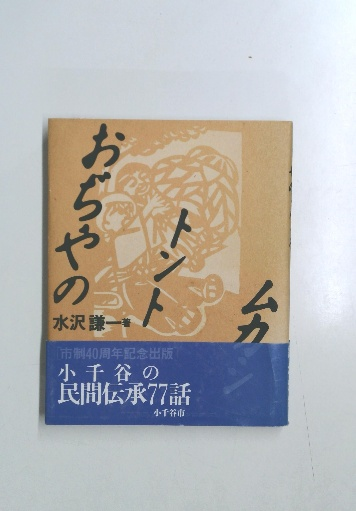 おぢやの
トント
ムカシ
水沢謙一著
市制40周年記念出版
小千谷の
民間伝承77話
小千谷市